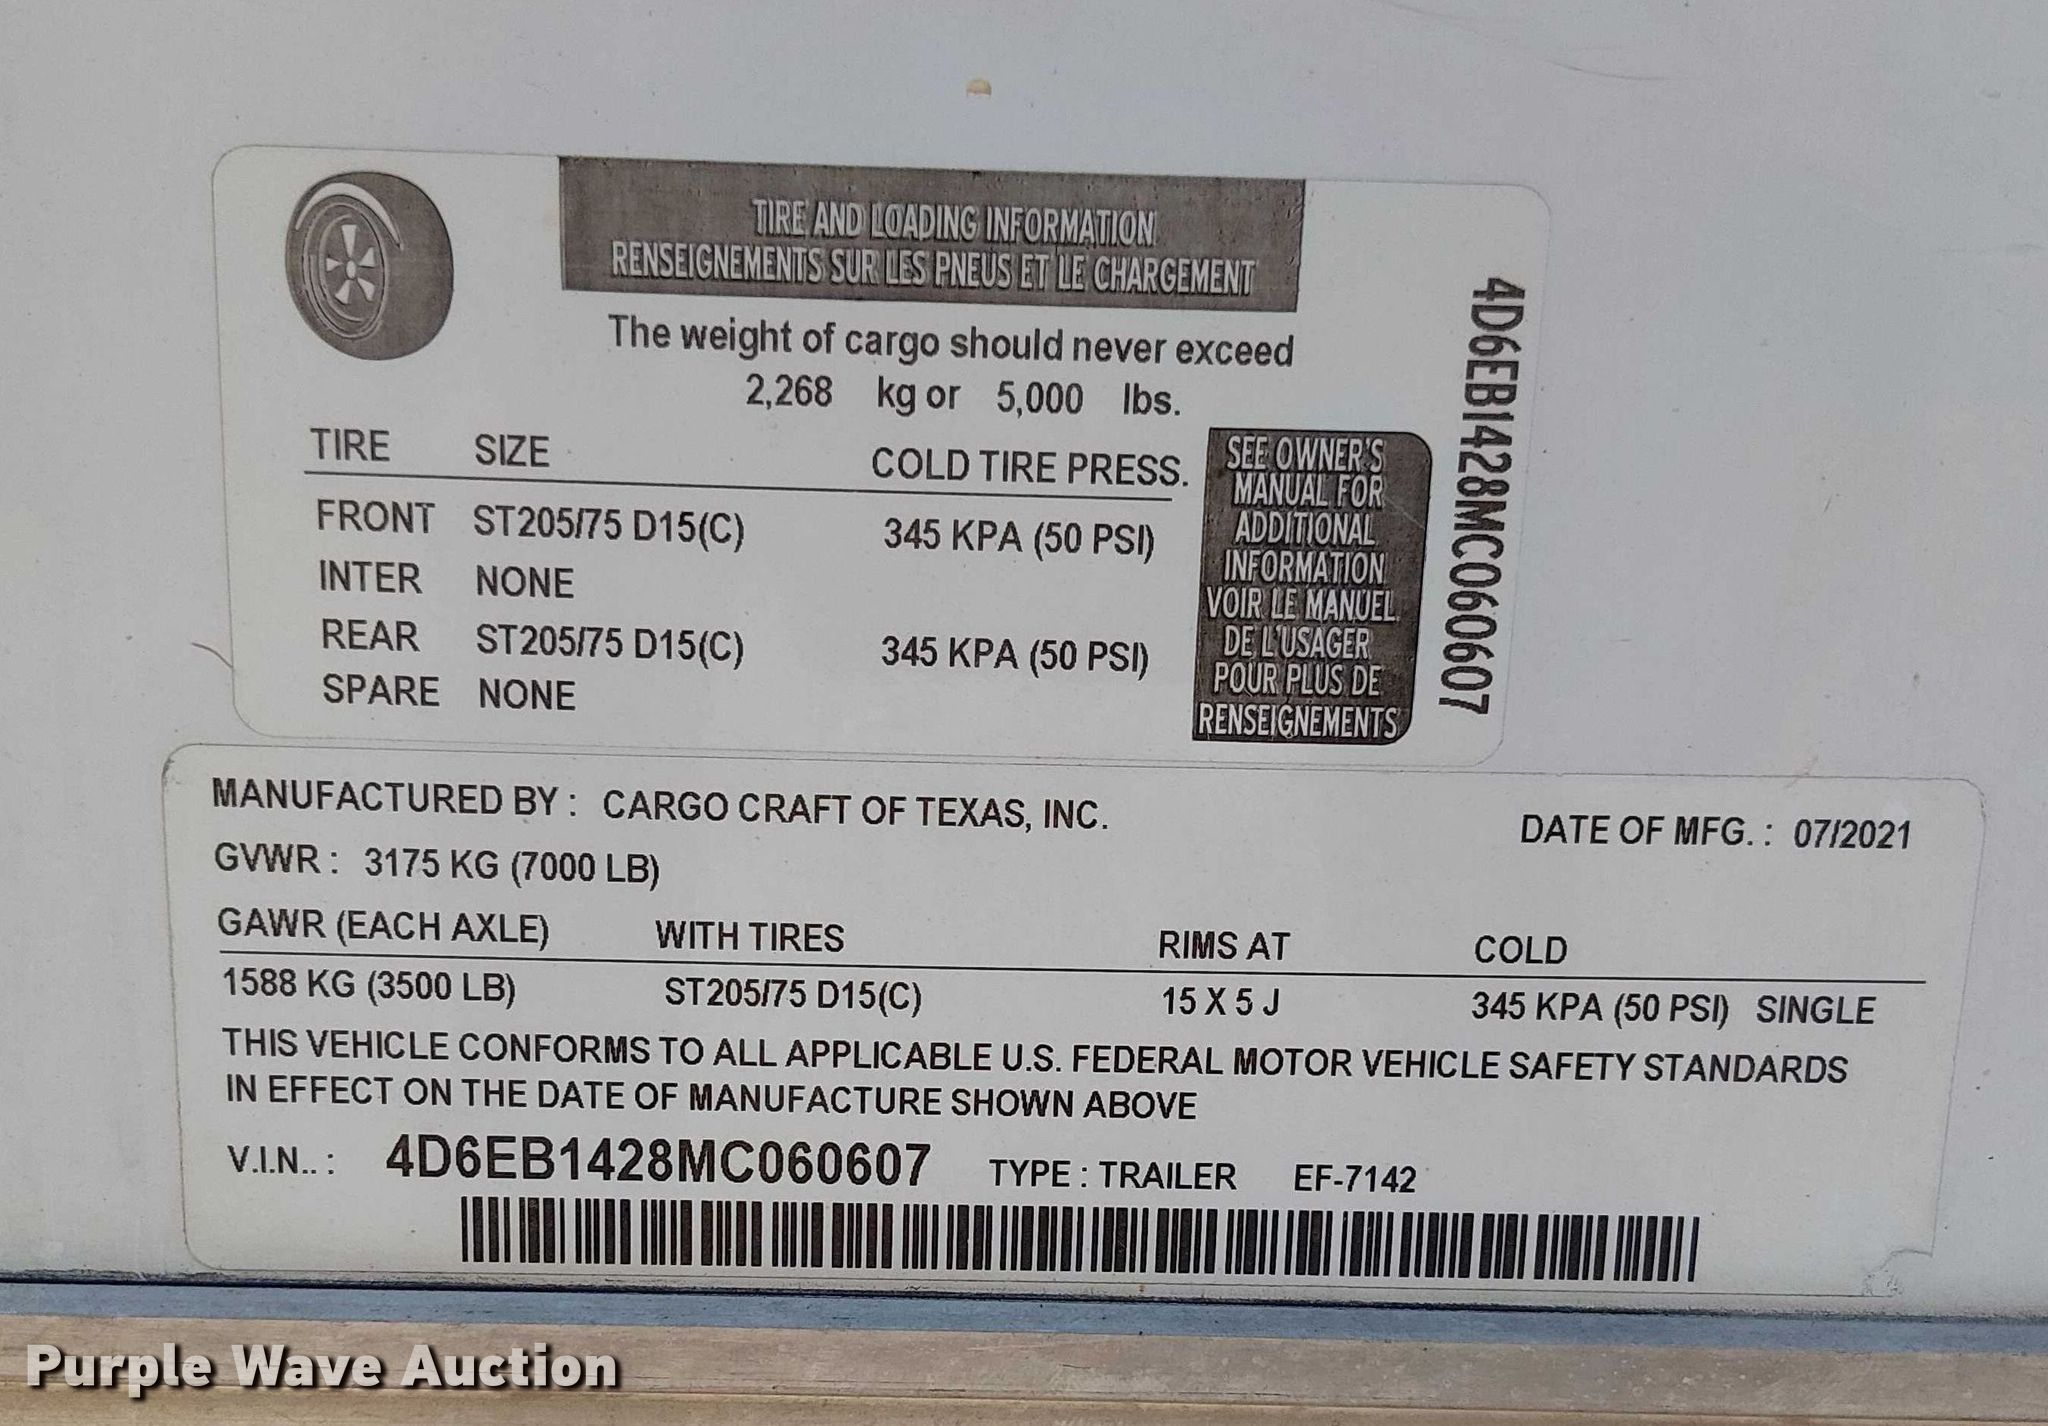 TIRE AND LOADING INFORMATION
RENSEIGNEMENTS SUR LES PNEUS ET LE CHARGEMENT
The weight of cargo should never exceed
2,268 kg or 5,000 lbs.
TIRE SIZE COLD TIRE PRESS.
FRONT ST205/75 D15(C) 345 KPA (50 PSI)
INTER NONE
REAR ST205/75 D15(C) 345 KPA (50 PSI)
SPARE NONE
SEE OWNER'S
MANUAL FOR
ADDITIONAL
INFORMATION
VOIR LE MANUEL
DE L'USAGER
POUR PLUS DE
RENSEIGNEMENTS
4D6EB1428MC060607
MANUFACTURED BY : CARGO CRAFT OF TEXAS, INC. DATE OF MFG. : 07/2021
GVWR : 3175 KG (7000 LB)
GAWR (EACH AXLE) WITH TIRES RIMS AT COLD
1588 KG (3500 LB) ST205/75 D15(C) 15 X 5 J 345 KPA (50 PSI) SINGLE
THIS VEHICLE CONFORMS TO ALL APPLICABLE U.S. FEDERAL MOTOR VEHICLE SAFETY STANDARDS
IN EFFECT ON THE DATE OF MANUFACTURE SHOWN ABOVE
V.I.N.. : 4D6EB1428MC060607 TYPE : TRAILER EF-7142
Purple Wave Auction